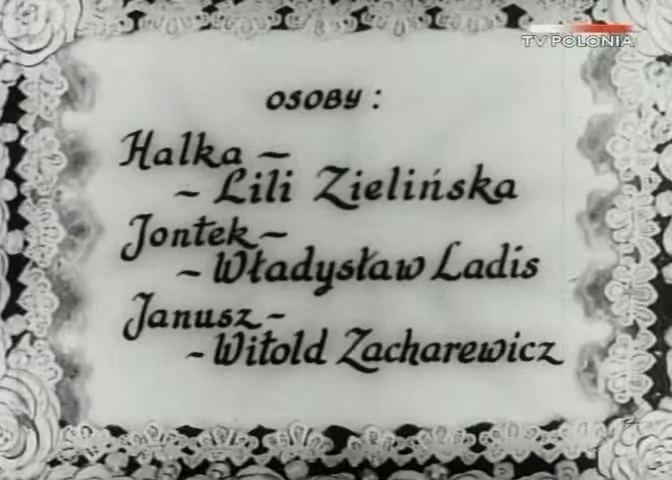 TV POLONIA
OSOBY :
Halka –
– Lili Zielińska
Jontek –
– Władysław Ladis
Janusz –
– Witold Zacharewicz